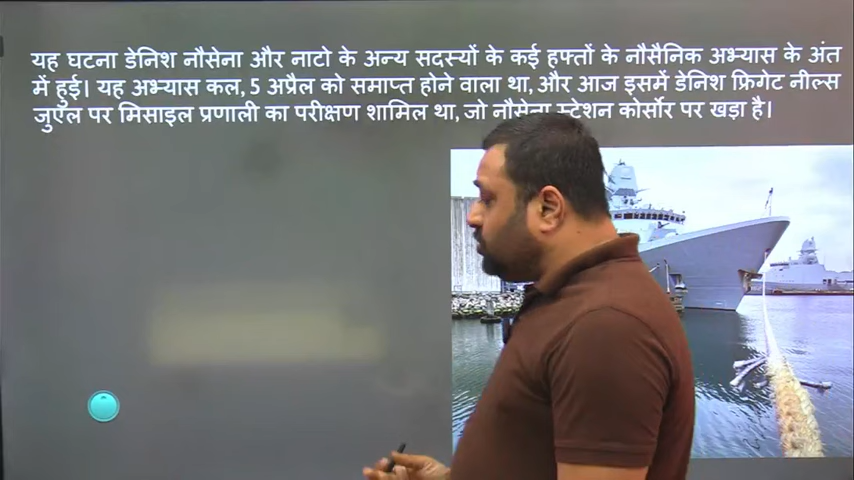 यह घटना डेनिश नौसेना और नाटो के अन्य सदस्यों के कई हफ्तों के नौसैनिक अभ्यास के अंत
में हुई। यह अभ्यास कल, 5 अप्रैल को समाप्त होने वाला था, और आज इसमें डेनिश फ्रिगेट नील्स
जुएल पर मिसाइल प्रणाली का परीक्षण शामिल था, जो नौसेना स्टेशन कोर्सोर पर खड़ा है।